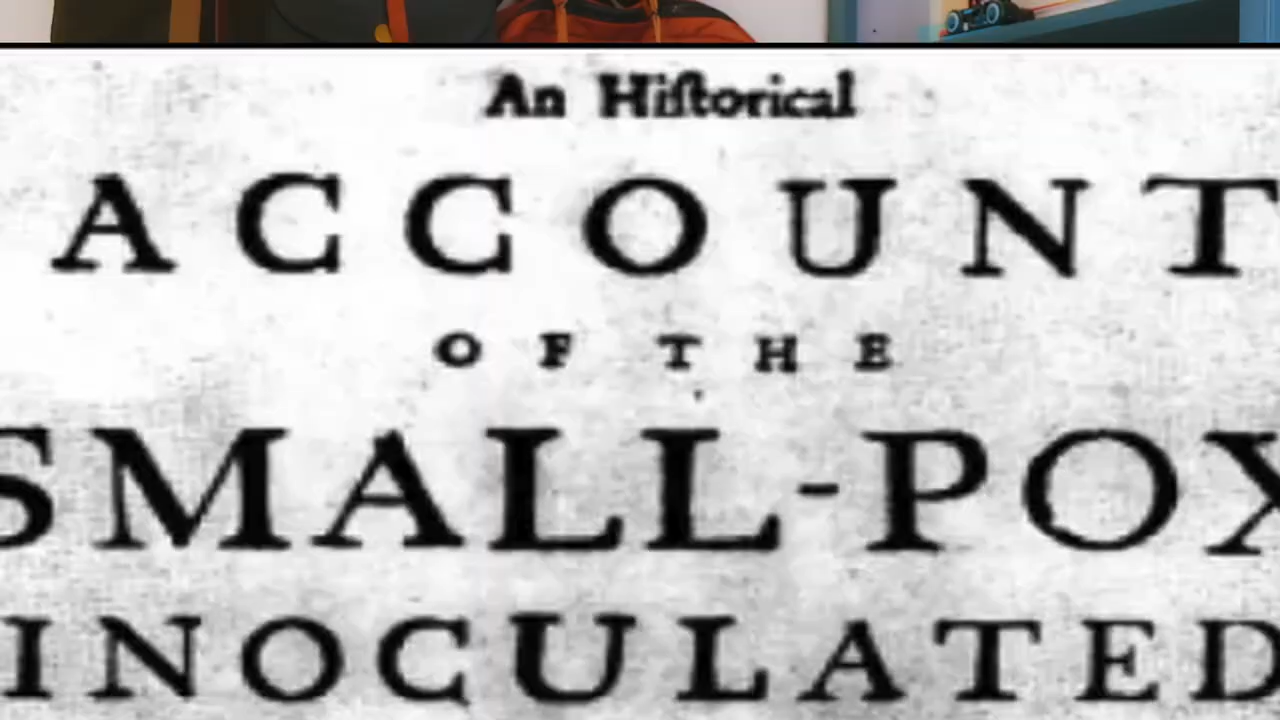 An Hiſtorical
ACCOUNT
OF THE
SMALL-POX
INOCULATED